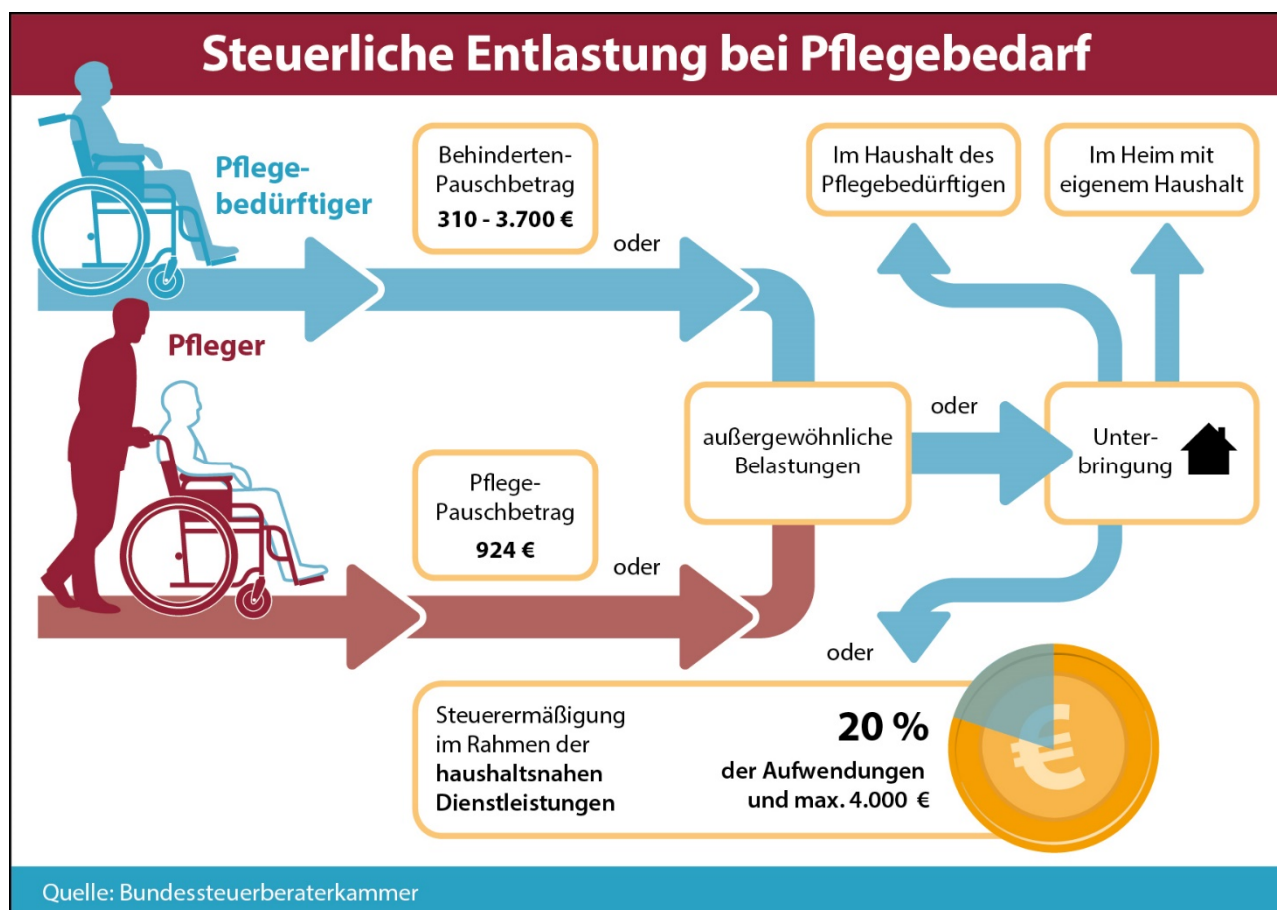 Steuerliche Entlastung bei Pflegebedarf
Pflege-
bedürftiger
Behinderten-
Pauschbetrag
310 - 3.700 €
oder
Im Haushalt des
Pflegebedürftigen
Im Heim mit
eigenem Haushalt
Pfleger
Pflege-
Pauschbetrag
924 €
oder
außergewöhnliche
Belastungen
oder
Unter-
bringung
oder
Steuerermäßigung
im Rahmen der
haushaltsnahen
Dienstleistungen
20 %
der Aufwendungen
und max. 4.000 €
€
Quelle: Bundessteuerberaterkammer